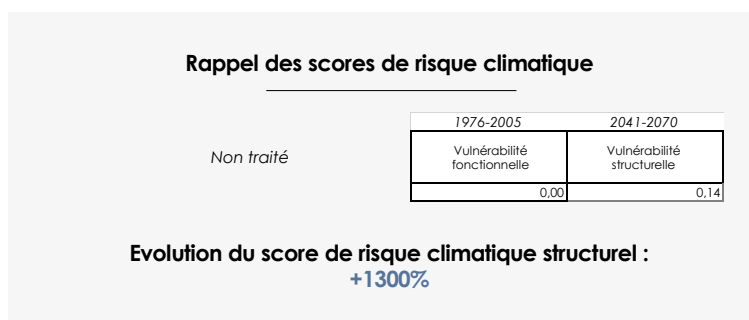 Rappel des scores de risque climatique
1976-2005 2041-2070
Non traité
Vulnérabilité fonctionnelle
Vulnérabilité structurelle
0,00 0,14
Evolution du score de risque climatique structurel :
+1300%